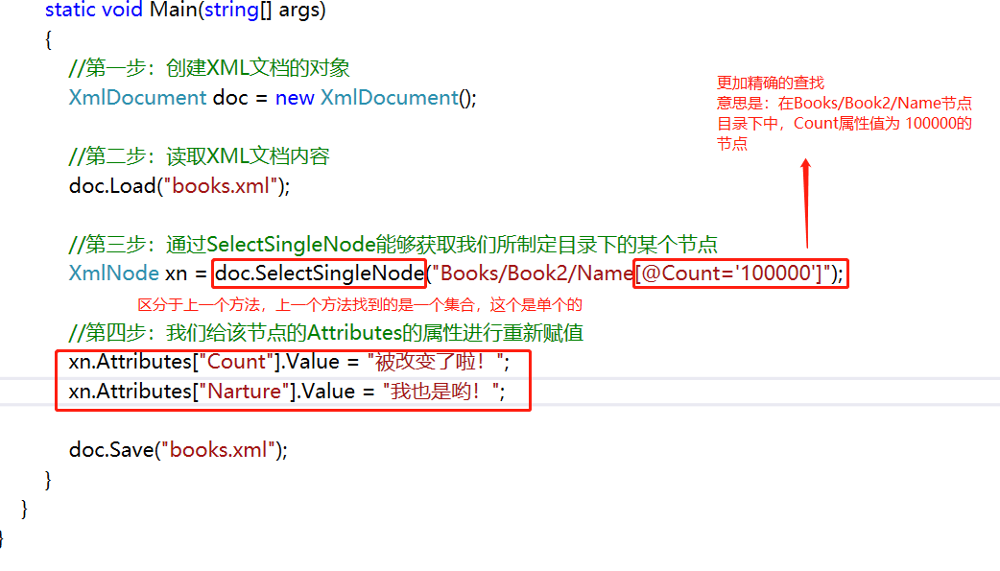 static void Main(string[] args)
{
//第一步：创建XML文档的对象
XmlDocument doc = new XmlDocument();
更加精确的查找
意思是：在Books/Book2/Name节点
目录下中，Count属性值为 100000的
节点
//第二步：读取XML文档内容
doc.Load("books.xml");
//第三步：通过SelectSingleNode能够获取我们所制定目录下的某个节点
XmlNode xn = doc.SelectSingleNode("Books/Book2/Name[@Count='100000']");
区分于上一个方法，上一个方法找到的是一个集合，这个是单个的
//第四步：我们给该节点的Attributes的属性进行重新赋值
xn.Attributes["Count"].Value = "被改变了啦！";
xn.Attributes["Narture"].Value = "我也是哟！";
doc.Save("books.xml");
}
}
}